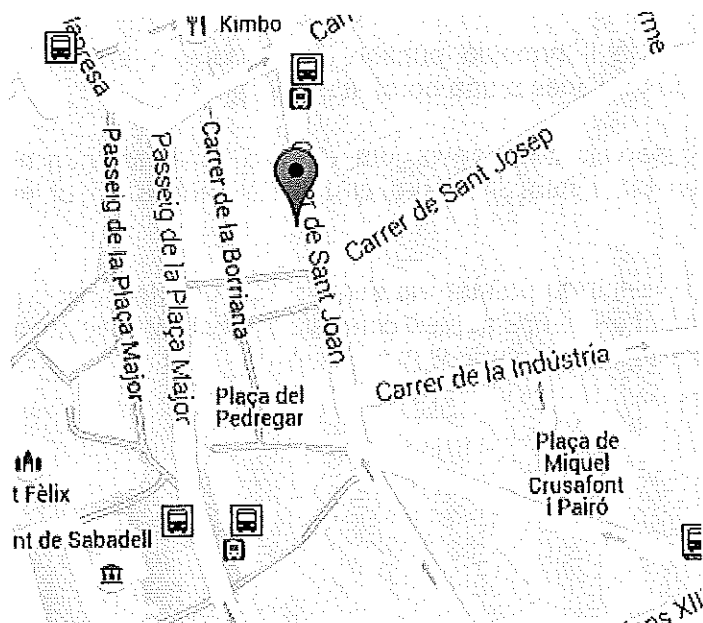 Kimbo
Passeig de la Plaça Major
Passeig de la Plaça Major
Carrer de la Borriana
de Sant Joan
Carrer de Sant Josep
Carrer de la Indústria
Plaça del
Pedregar
Plaça de
Miquel
Crusafont
i Pairó
t Fèlix
nt de Sabadell
XII